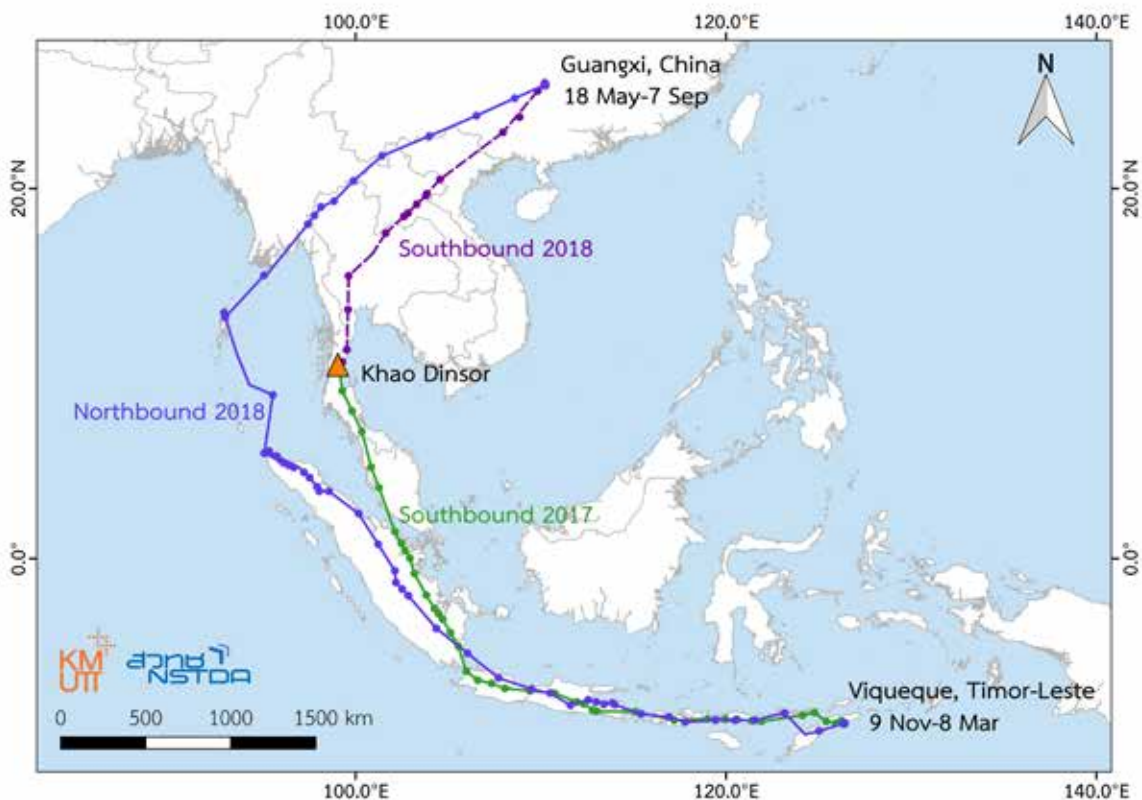 100.0°E
120.0°E
140.0°E
Guangxi, China
18 May-7 Sep
N
20.0°N
20.0°N
Southbound 2018
Khao Dinsor
Northbound 2018
Southbound 2017
0.0°
0.0°
KM
UTT
สวทช
NSTDA
Viqueque, Timor-Leste
9 Nov-8 Mar
0
500
1000
1500 km
100.0°E
120.0°E
140.0°E